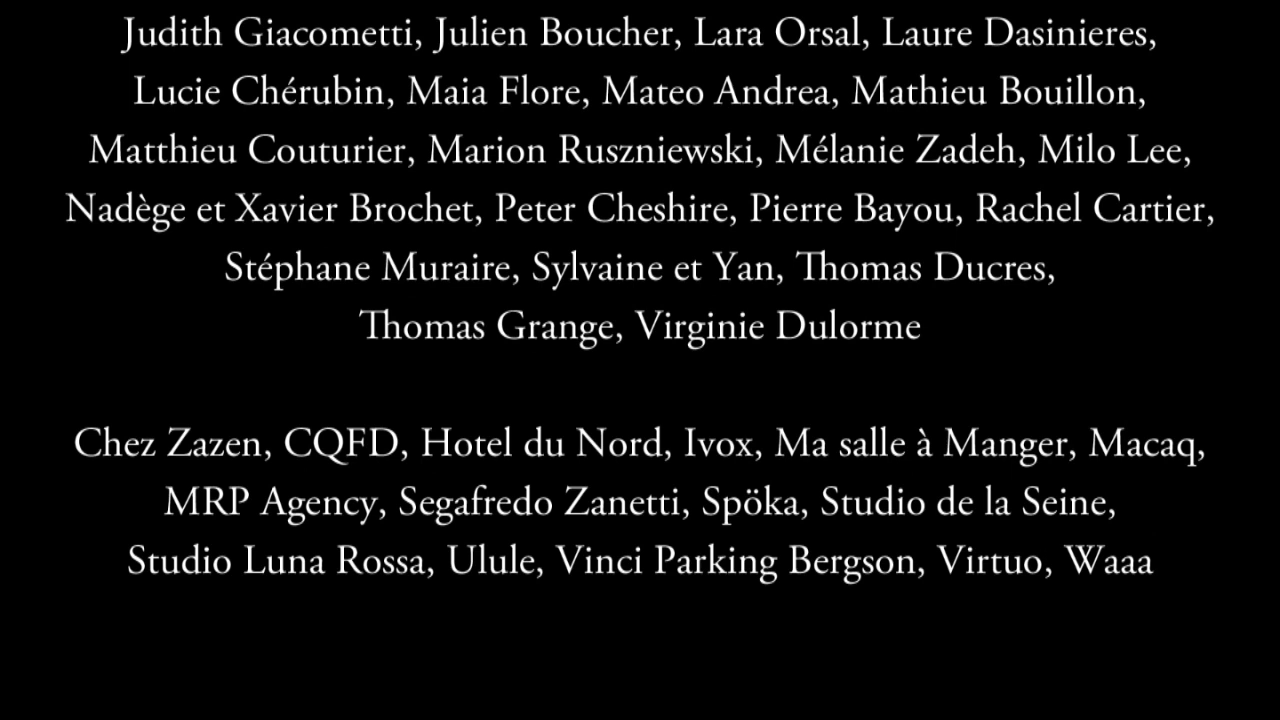 Judith Giacometti, Julien Boucher, Lara Orsal, Laure Dasinieres,
Lucie Chérubin, Maia Flore, Mateo Andrea, Mathieu Bouillon,
Matthieu Couturier, Marion Ruszniewski, Mélanie Zadeh, Milo Lee,
Nadège et Xavier Brochet, Peter Cheshire, Pierre Bayou, Rachel Cartier,
Stéphane Muraire, Sylvaine et Yan, Thomas Ducres,
Thomas Grange, Virginie Dulorme
Chez Zazen, CQFD, Hotel du Nord, Ivox, Ma salle à Manger, Macaq,
MRP Agency, Segafredo Zanetti, Spöka, Studio de la Seine,
Studio Luna Rossa, Ulule, Vinci Parking Bergson, Virtuo, Waaa